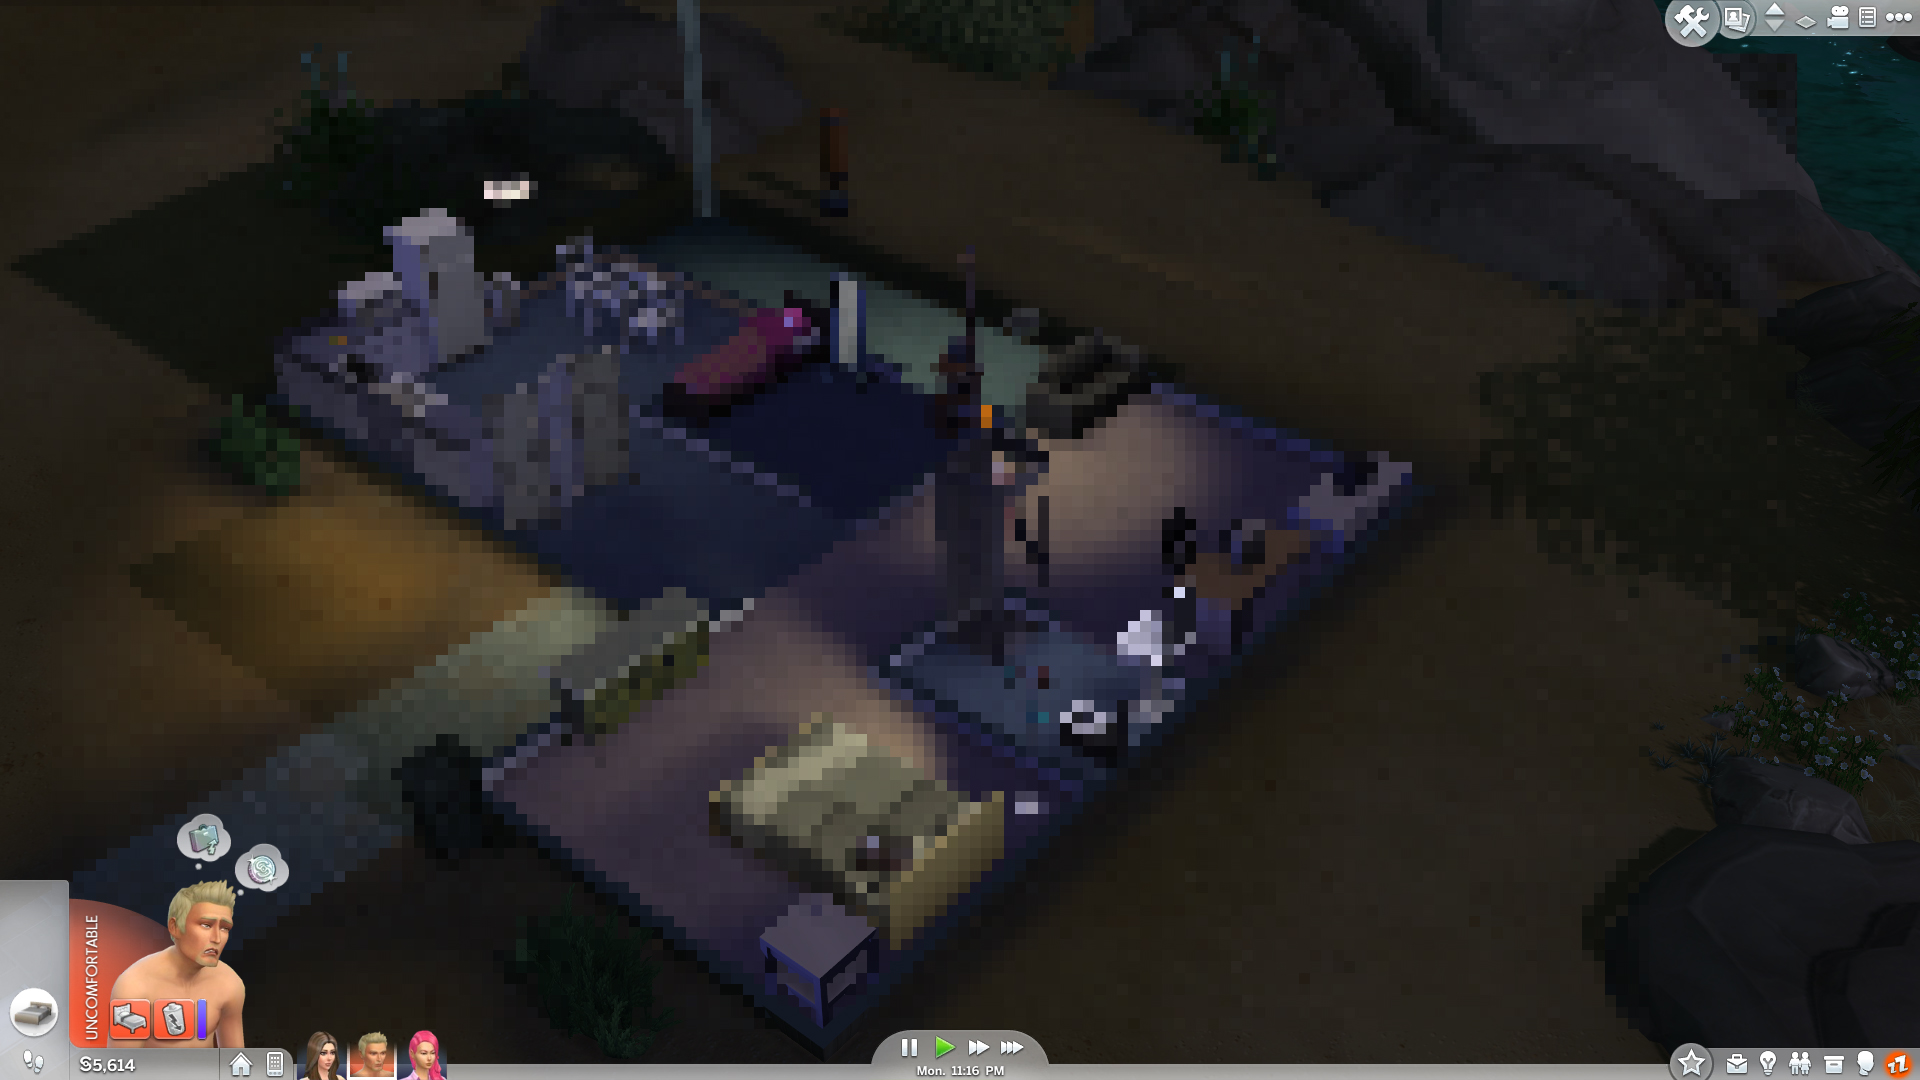 UNCOMFORTABLE
§5,614
Mon. 11:16 PM